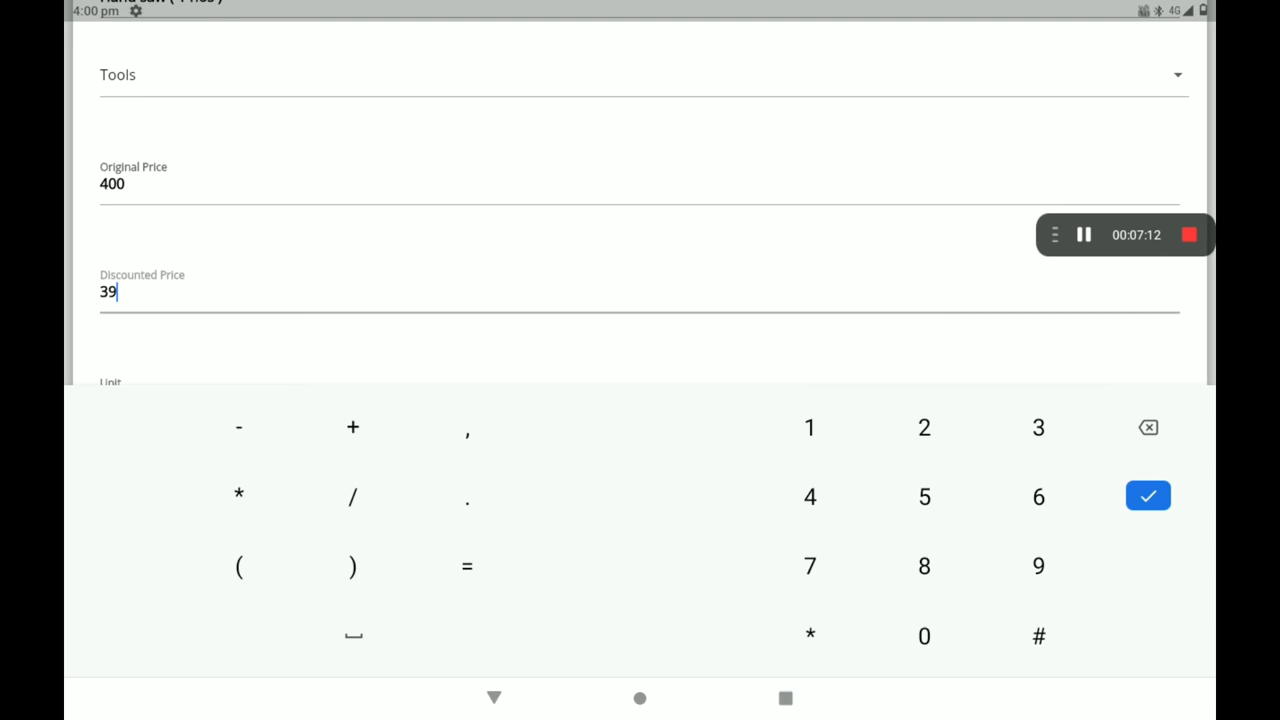 4:00 pm
4G
Tools
Original Price
400
00:07:12
Discounted Price
39
Unit
- + , 1 2 3
* / . 4 5 6
( ) = 7 8 9
* 0 #